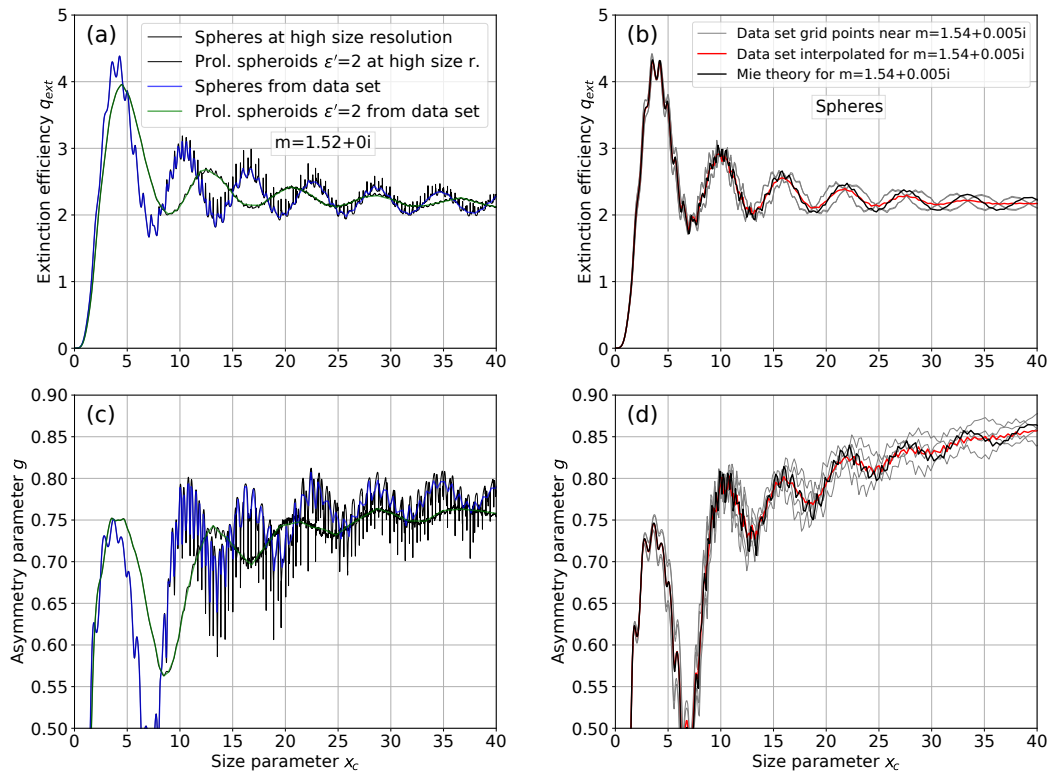 (a)
Spheres at high size resolution
Prol. spheroids ε′=2 at high size r.
Spheres from data set
Prol. spheroids ε′=2 from data set
m=1.52+0i
Extinction efficiency q_ext
5
4
3
2
1
0
0 5 10 15 20 25 30 35 40
(b)
Data set grid points near m=1.54+0.005i
Data set interpolated for m=1.54+0.005i
Mie theory for m=1.54+0.005i
Spheres
Extinction efficiency q_ext
5
4
3
2
1
0
0 5 10 15 20 25 30 35 40
(c)
Asymmetry parameter g
0.90
0.85
0.80
0.75
0.70
0.65
0.60
0.55
0.50
0 5 10 15 20 25 30 35 40
Size parameter x_c
(d)
Asymmetry parameter g
0.90
0.85
0.80
0.75
0.70
0.65
0.60
0.55
0.50
0 5 10 15 20 25 30 35 40
Size parameter x_c